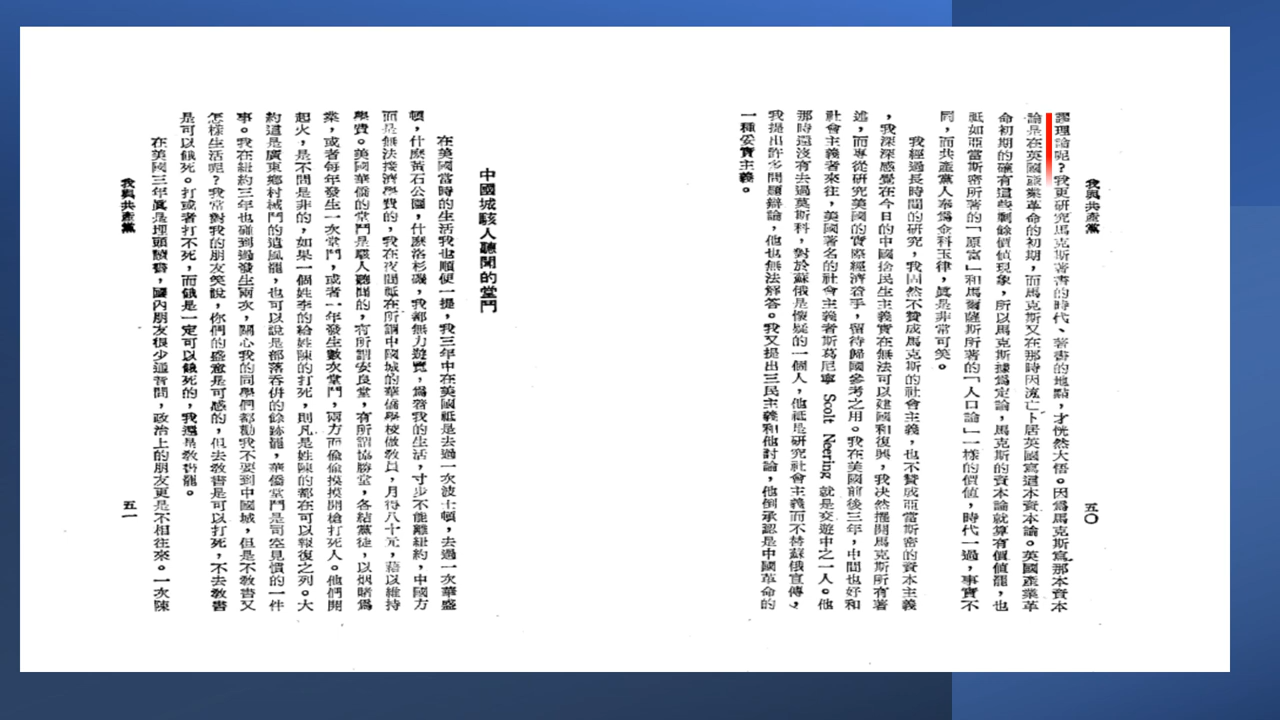 我與共產黨
五〇
謬理論呢?我更研究馬克斯著書的時代、著書的地點,才恍然大悟。因爲馬克斯寫那本資本
論是在英國產業革命的初期,而馬克斯又在那時因流亡卜居英國寫這本資本論。英國產業革
命初期的確有這些剩餘價值現象,所以馬克斯據爲定論,馬克斯的資本論就算有價値罷,也
祗如亞當斯密所著的「原富」和馬爾薩斯所著的「人口論」一樣的價值,時代一過,事實不
同,而共產黨人奉爲金科玉律,眞是非常可笑。
我經過長時間的研究,我固然不贊成馬克斯的社會主義,也不贊成亞當斯密的資本主義
,我深深感覺在今日的中國捨民生主義實在無法可以建國和復興,我決然擺開馬克斯所有著
述,而專從研究美國的實際經濟着手,留待歸國參考之用。我在美國前後三年,中間也好和
社會主義者來往,美國著名的社會主義者斯葛尼寧 Scolt Neering 就是交遊中之一人。他
那時還沒有去過莫斯科,對於蘇俄是懷疑的一個人,他祗是研究社會主義而不替蘇俄宣傳,
我提出許多問題辯論,他也無法解答。我又提出三民主義和他討論,他倒承認是中國革命的
一種妥實主義。
中國城駭人聽聞的堂鬥
在美國當時的生活我也順便一提,我三年中在美國祗是去過一次波士頓,去過一次華盛
頓,什麼黃石公園,什麼洛杉磯,我都無力遊覽,爲着我的生活,寸步不能離紐約,中國方
而是無法接濟學費的,我在夜間祗在所謂中國城的華僑學校做敎員,月得八十元,藉以維持
學費。美國華僑的堂鬥是駭人聽聞的,有所謂安良堂,有所謂協勝堂,各結黨徒,以烟賭爲
業,或者每年發生一次堂鬥,或者一年發生數次堂鬥,兩方面偷偷摸摸開槍打死人。他們開
起火,是不問是非的,如果一個姓李的給姓陳的打死,則凡是姓陳的都在可以報復之列。大
約這是廣東鄉村械鬥的遺風罷,也可以說是部落吞併的餘跡罷,華僑堂鬥是司空見慣的一件
事。我在紐約三年也碰到過發生兩次,關心我的同學們都勸我不要到中國城,但是不敎書又
怎樣生活呢?我常對我的朋友笑說,你們的盛意是可感的,但去敎書是可以打死,不去敎書
是可以餓死。打或者打不死,而餓是一定可以餓死的,我還是敎書罷。
在美國三年眞是埋頭讀書,國內朋友很少通音問,政治上的朋友更是不相往來。一次陳
我與共產黨
五一